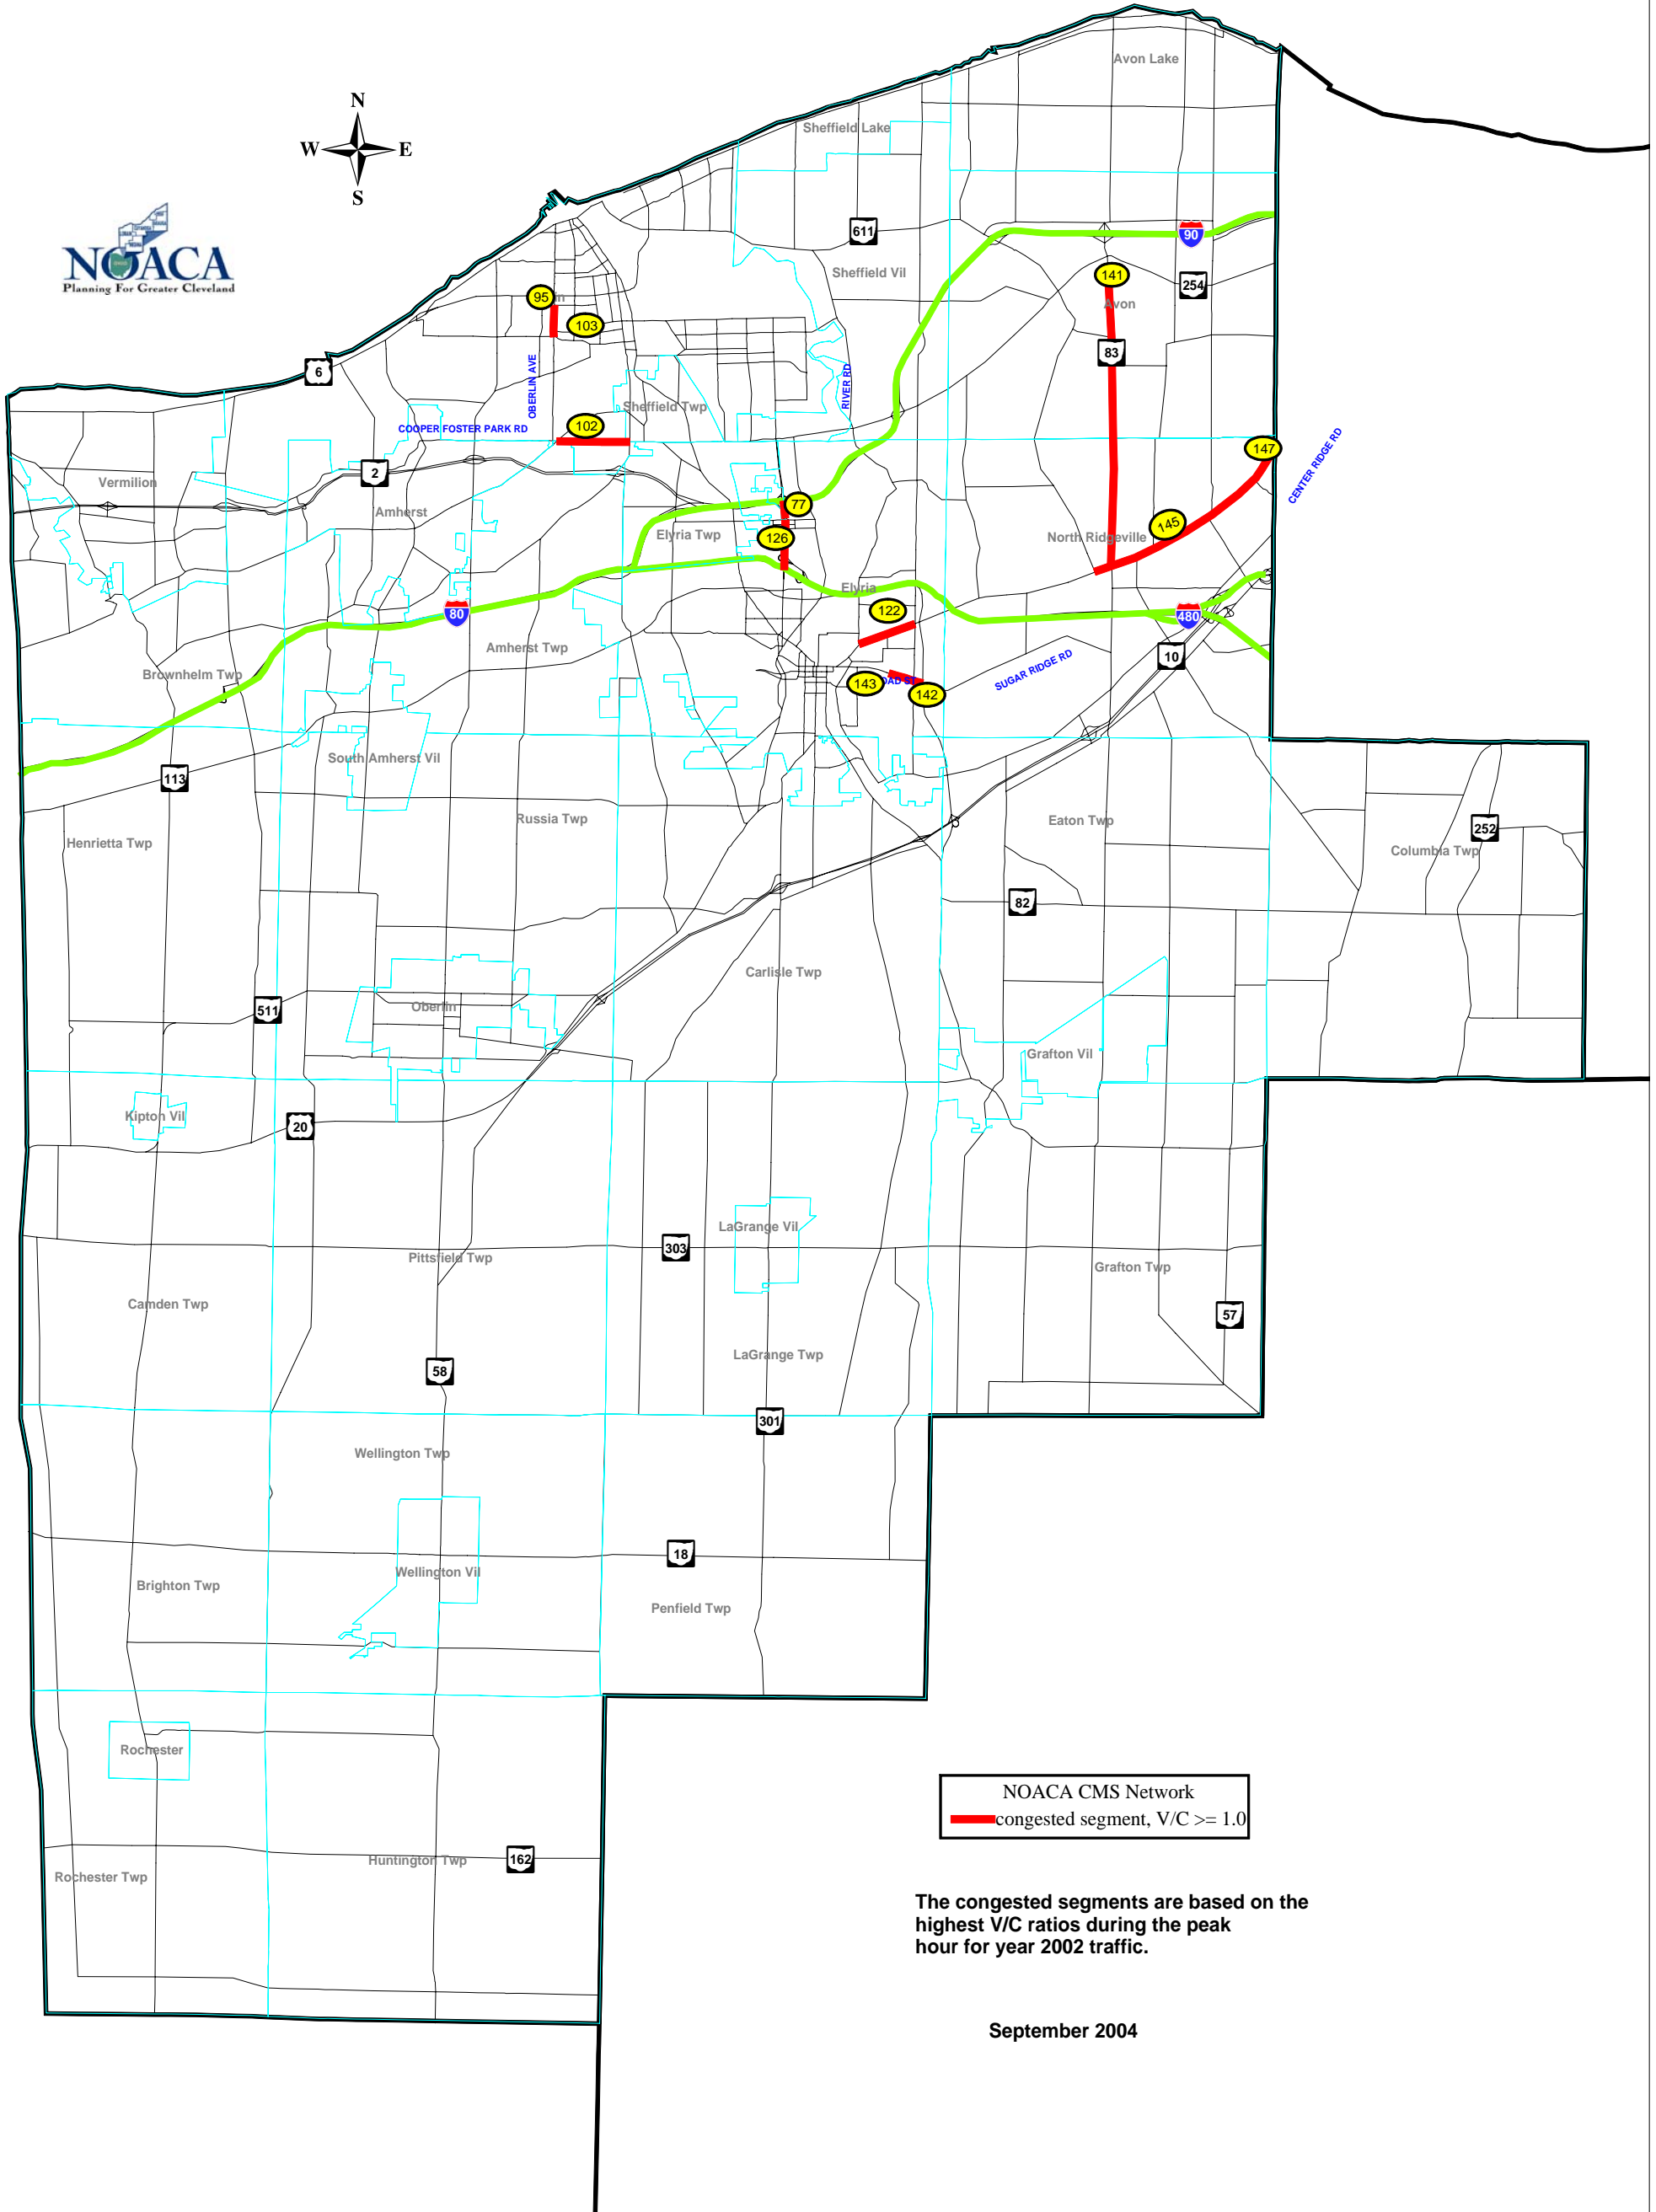 Avon Lake
N
W E
S
Sheffield Lake
NOACA
Planning For Greater Cleveland
611
90
Sheffield Vil
141
254
95
Avon
103
83
6
OBERLIN AVE
RIVER RD
Sheffield Twp
102
COOPER FOSTER PARK RD
147
CENTER RIDGE RD
2
Vermilion
77
Amherst
145
Elyria Twp
126
North Ridgeville
Elyria
122
80
480
Amherst Twp
10
Brownhelm Twp
SUGAR RIDGE RD
143
142
South Amherst Vil
113
Russia Twp
Eaton Twp
252
Henrietta Twp
Columbia Twp
82
Carlisle Twp
Oberlin
511
Grafton Vil
Kipton Vil
20
LaGrange Vil
303
Pittsfield Twp
Grafton Twp
Camden Twp
57
LaGrange Twp
58
301
Wellington Twp
18
Wellington Vil
Brighton Twp
Penfield Twp
Rochester
NOACA CMS Network
congested segment, V/C >= 1.0
Huntington Twp
162
Rochester Twp
The congested segments are based on the
highest V/C ratios during the peak
hour for year 2002 traffic.
September 2004